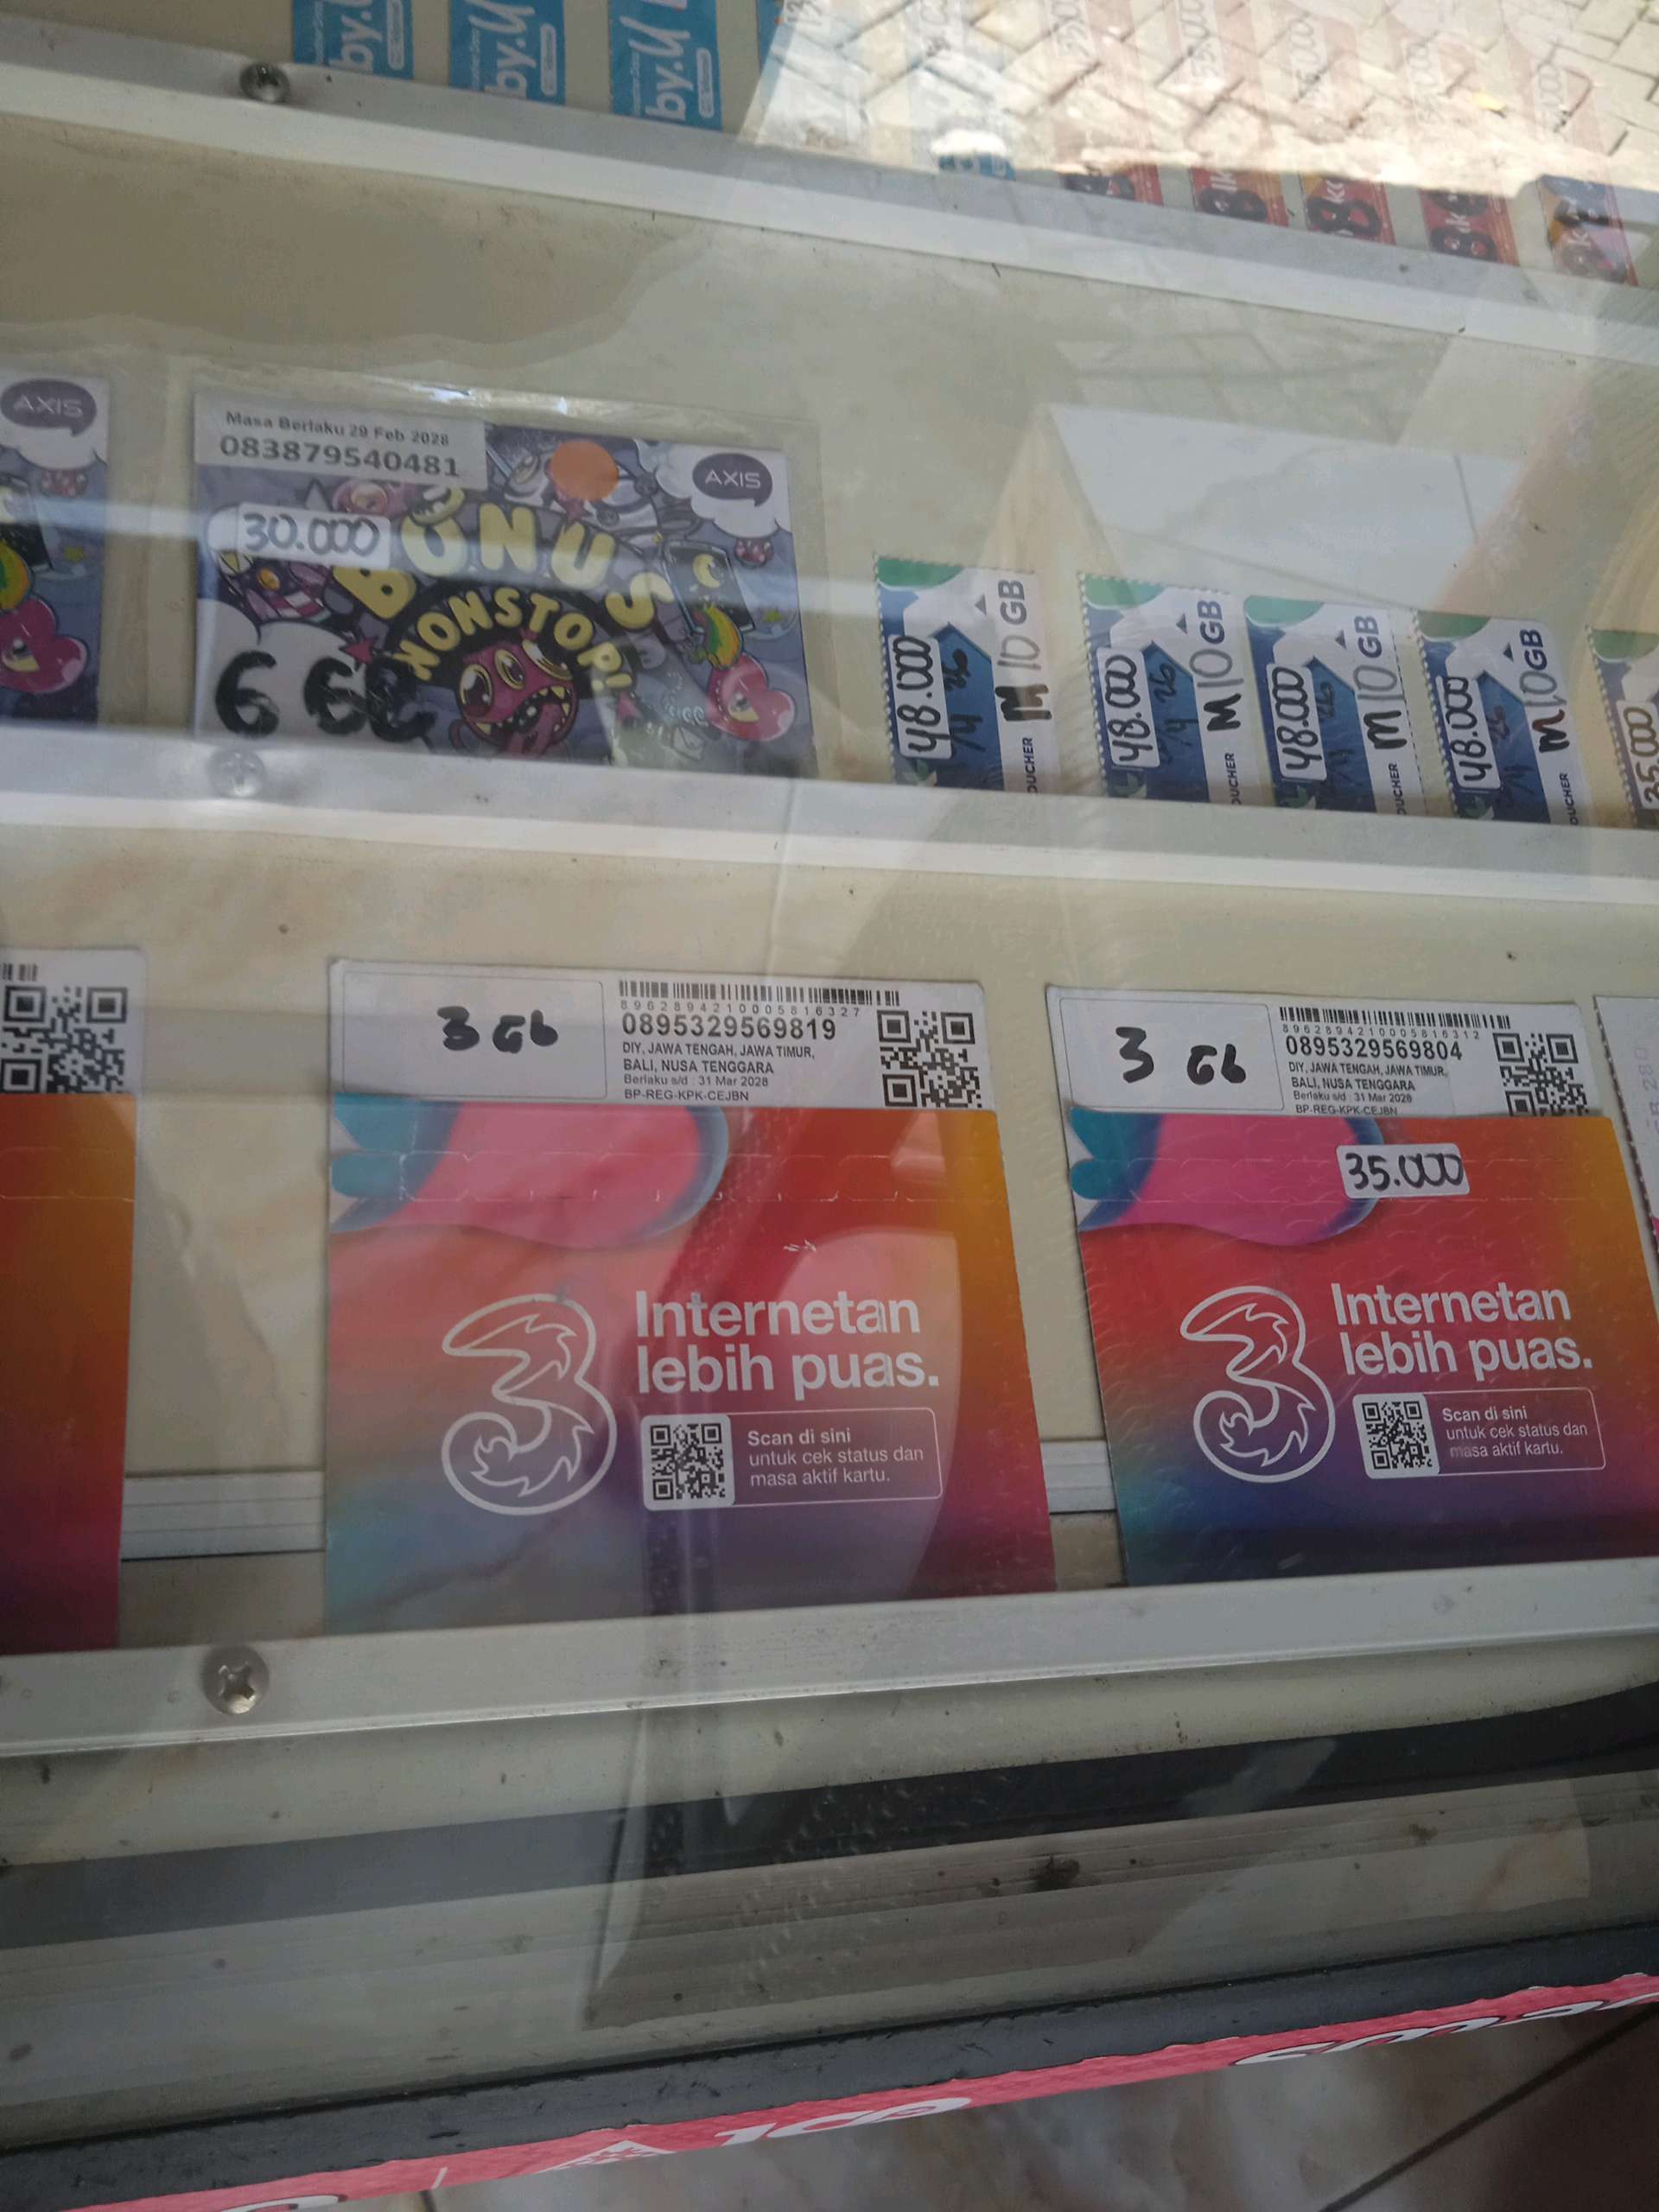 by.U
by.U
by.U
AXIS
Masa Berlaku 29 Feb 2028
083879540481
AXIS
30.000
BONUS
NONSTOP!
6 GB
48.000
M 10 GB
48.000
M 10 GB
48.000
M 10 GB
48.000
M 10 GB
35.000
3 Gb
8962894210005816327
0895329569819
DIY, JAWA TENGAH, JAWA TIMUR,
BALI, NUSA TENGGARA
Berlaku s/d : 31 Mar 2028
BP-REG-KPK-CEJBN
Internetan
lebih puas.
Scan di sini
untuk cek status dan
masa aktif kartu.
3 Gb
8962894210005816312
0895329569804
DIY, JAWA TENGAH, JAWA TIMUR,
BALI, NUSA TENGGARA
Berlaku s/d : 31 Mar 2028
BP-REG-KPK-CEJBN
35.000
Internetan
lebih puas.
Scan di sini
untuk cek status dan
masa aktif kartu.